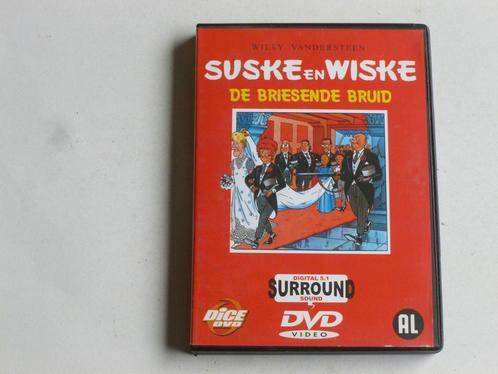 WILLY VANDERSTEEN
SUSKE EN WISKE
DE BRIESENDE BRUID
DIGITAL 5.1
SURROUND
SOUND
DICE
DVD
DVD
VIDEO
AL